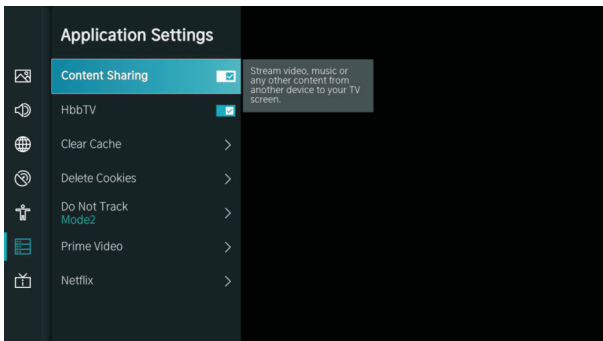 Application Settings
Content Sharing
Stream video, music or
any other content from
another device to your TV
screen.
HbbTV
Clear Cache
Delete Cookies
Do Not Track
Mode2
Prime Video
Netflix